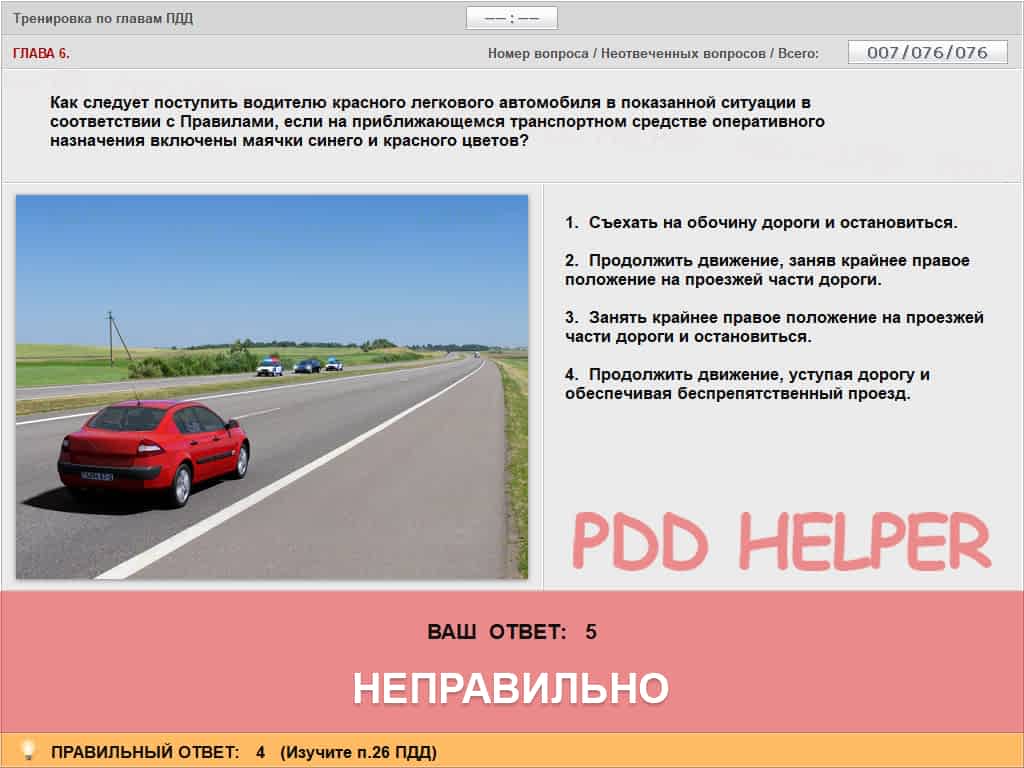 Тренировка по главам ПДД
—— : ——
ГЛАВА 6.
Номер вопроса / Неотвеченных вопросов / Всего:
007/076/076
Как следует поступить водителю красного легкового автомобиля в показанной ситуации в
соответствии с Правилами, если на приближающемся транспортном средстве оперативного
назначения включены маячки синего и красного цветов?
1. Съехать на обочину дороги и остановиться.
2. Продолжить движение, заняв крайнее правое
положение на проезжей части дороги.
3. Занять крайнее правое положение на проезжей
части дороги и остановиться.
4. Продолжить движение, уступая дорогу и
обеспечивая беспрепятственный проезд.
PDD HELPER
ВАШ ОТВЕТ: 5
НЕПРАВИЛЬНО
ПРАВИЛЬНЫЙ ОТВЕТ: 4 (Изучите п.26 ПДД)